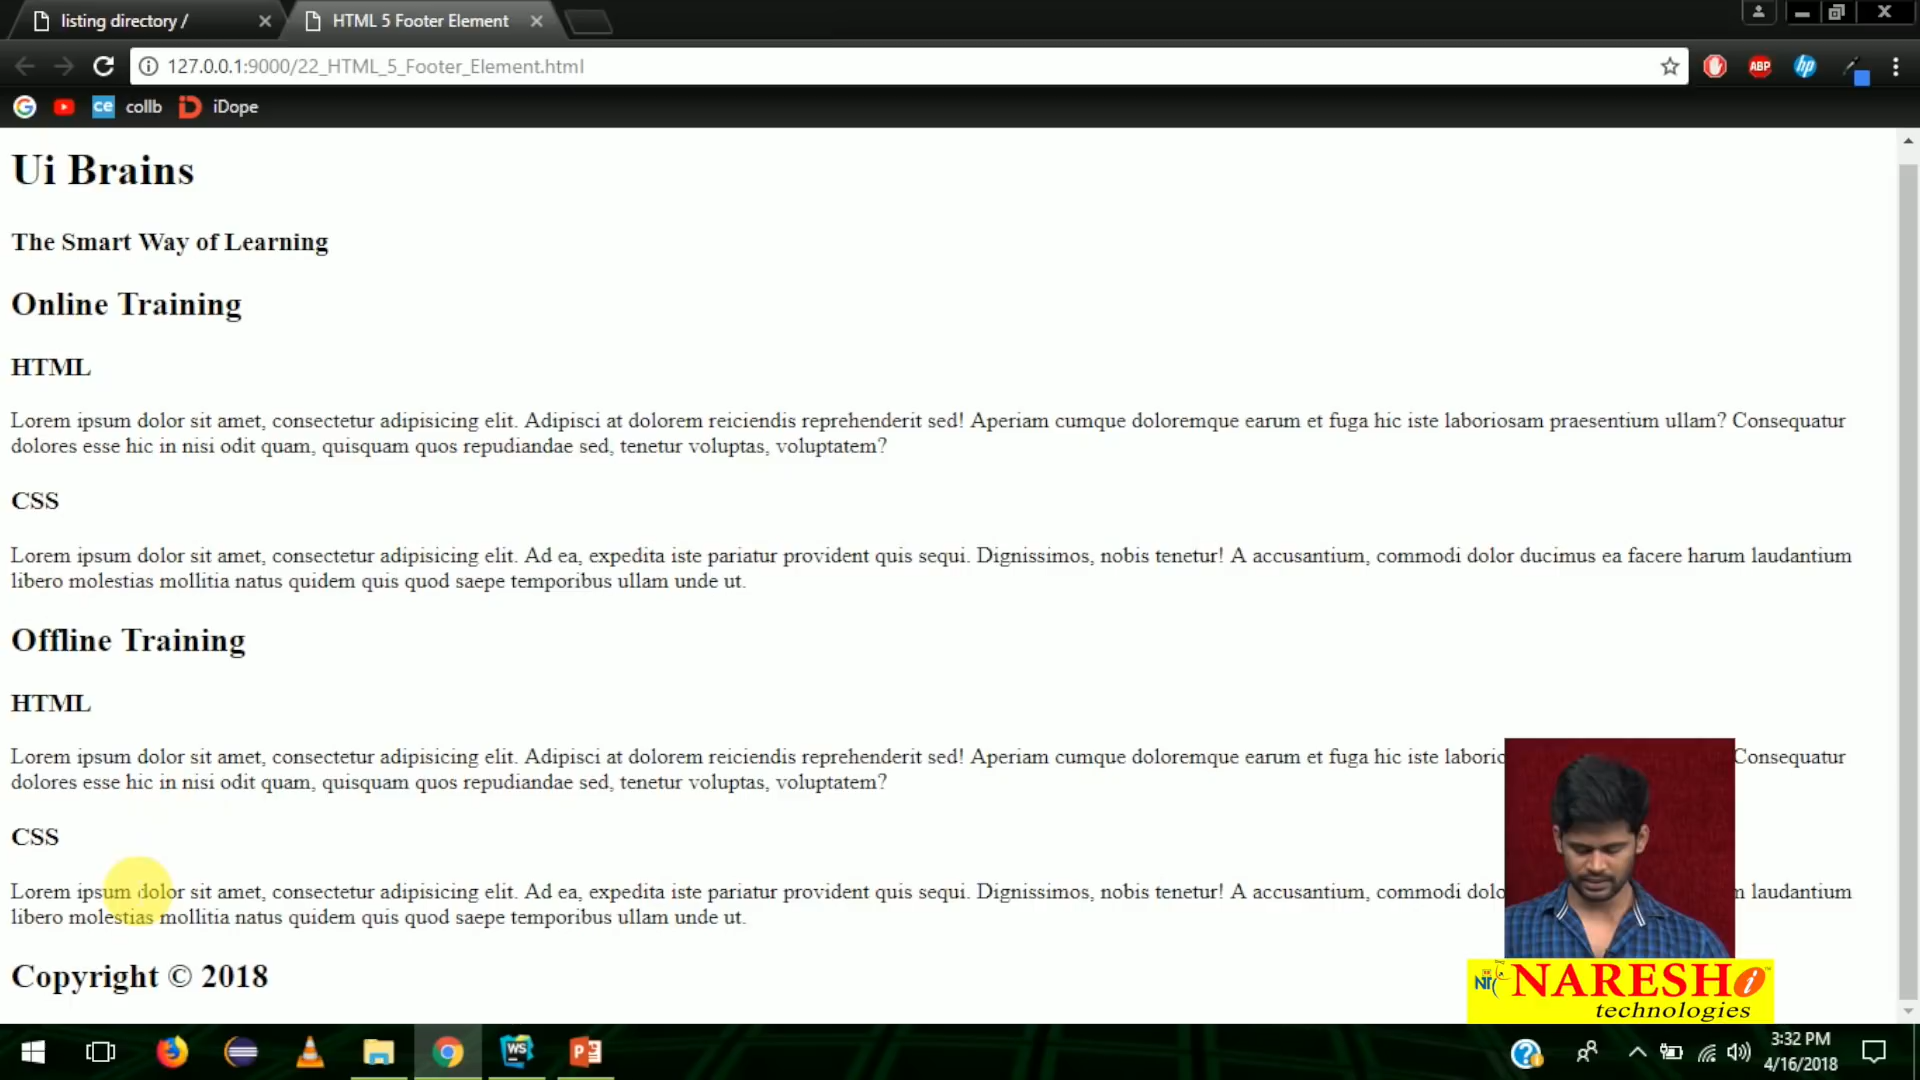 listing directory /
HTML 5 Footer Element
127.0.0.1:9000/22_HTML_5_Footer_Element.html
ABP
hp
ce collb iDope
Ui Brains
The Smart Way of Learning
Online Training
HTML
Lorem ipsum dolor sit amet, consectetur adipisicing elit. Adipisci at dolorem reiciendis reprehenderit sed! Aperiam cumque doloremque earum et fuga hic iste laboriosam praesentium ullam? Consequatur
dolores esse hic in nisi odit quam, quisquam quos repudiandae sed, tenetur voluptas, voluptatem?
CSS
Lorem ipsum dolor sit amet, consectetur adipisicing elit. Ad ea, expedita iste pariatur provident quis sequi. Dignissimos, nobis tenetur! A accusantium, commodi dolor ducimus ea facere harum laudantium
libero molestias mollitia natus quidem quis quod saepe temporibus ullam unde ut.
Offline Training
HTML
Lorem ipsum dolor sit amet, consectetur adipisicing elit. Adipisci at dolorem reiciendis reprehenderit sed! Aperiam cumque doloremque earum et fuga hic iste laboric Consequatur
dolores esse hic in nisi odit quam, quisquam quos repudiandae sed, tenetur voluptas, voluptatem?
CSS
Lorem ipsum dolor sit amet, consectetur adipisicing elit. Ad ea, expedita iste pariatur provident quis sequi. Dignissimos, nobis tenetur! A accusantium, commodi dolo laudantium
libero molestias mollitia natus quidem quis quod saepe temporibus ullam unde ut.
Copyright © 2018
NARESH i
technologies
WS
P
3:32 PM
4/16/2018